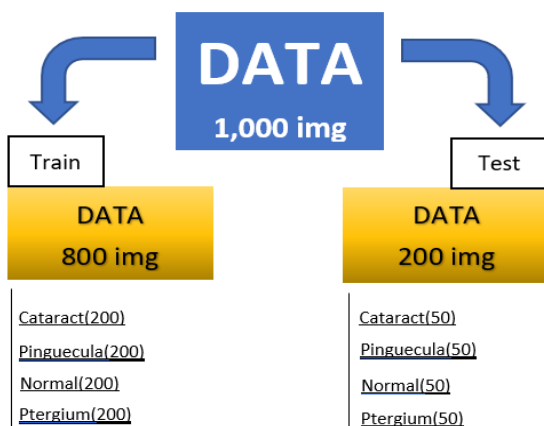 DATA
1,000 img
Train
DATA
800 img
Cataract(200)
Pinguecula(200)
Normal(200)
Ptergium(200)
Test
DATA
200 img
Cataract(50)
Pinguecula(50)
Normal(50)
Ptergium(50)